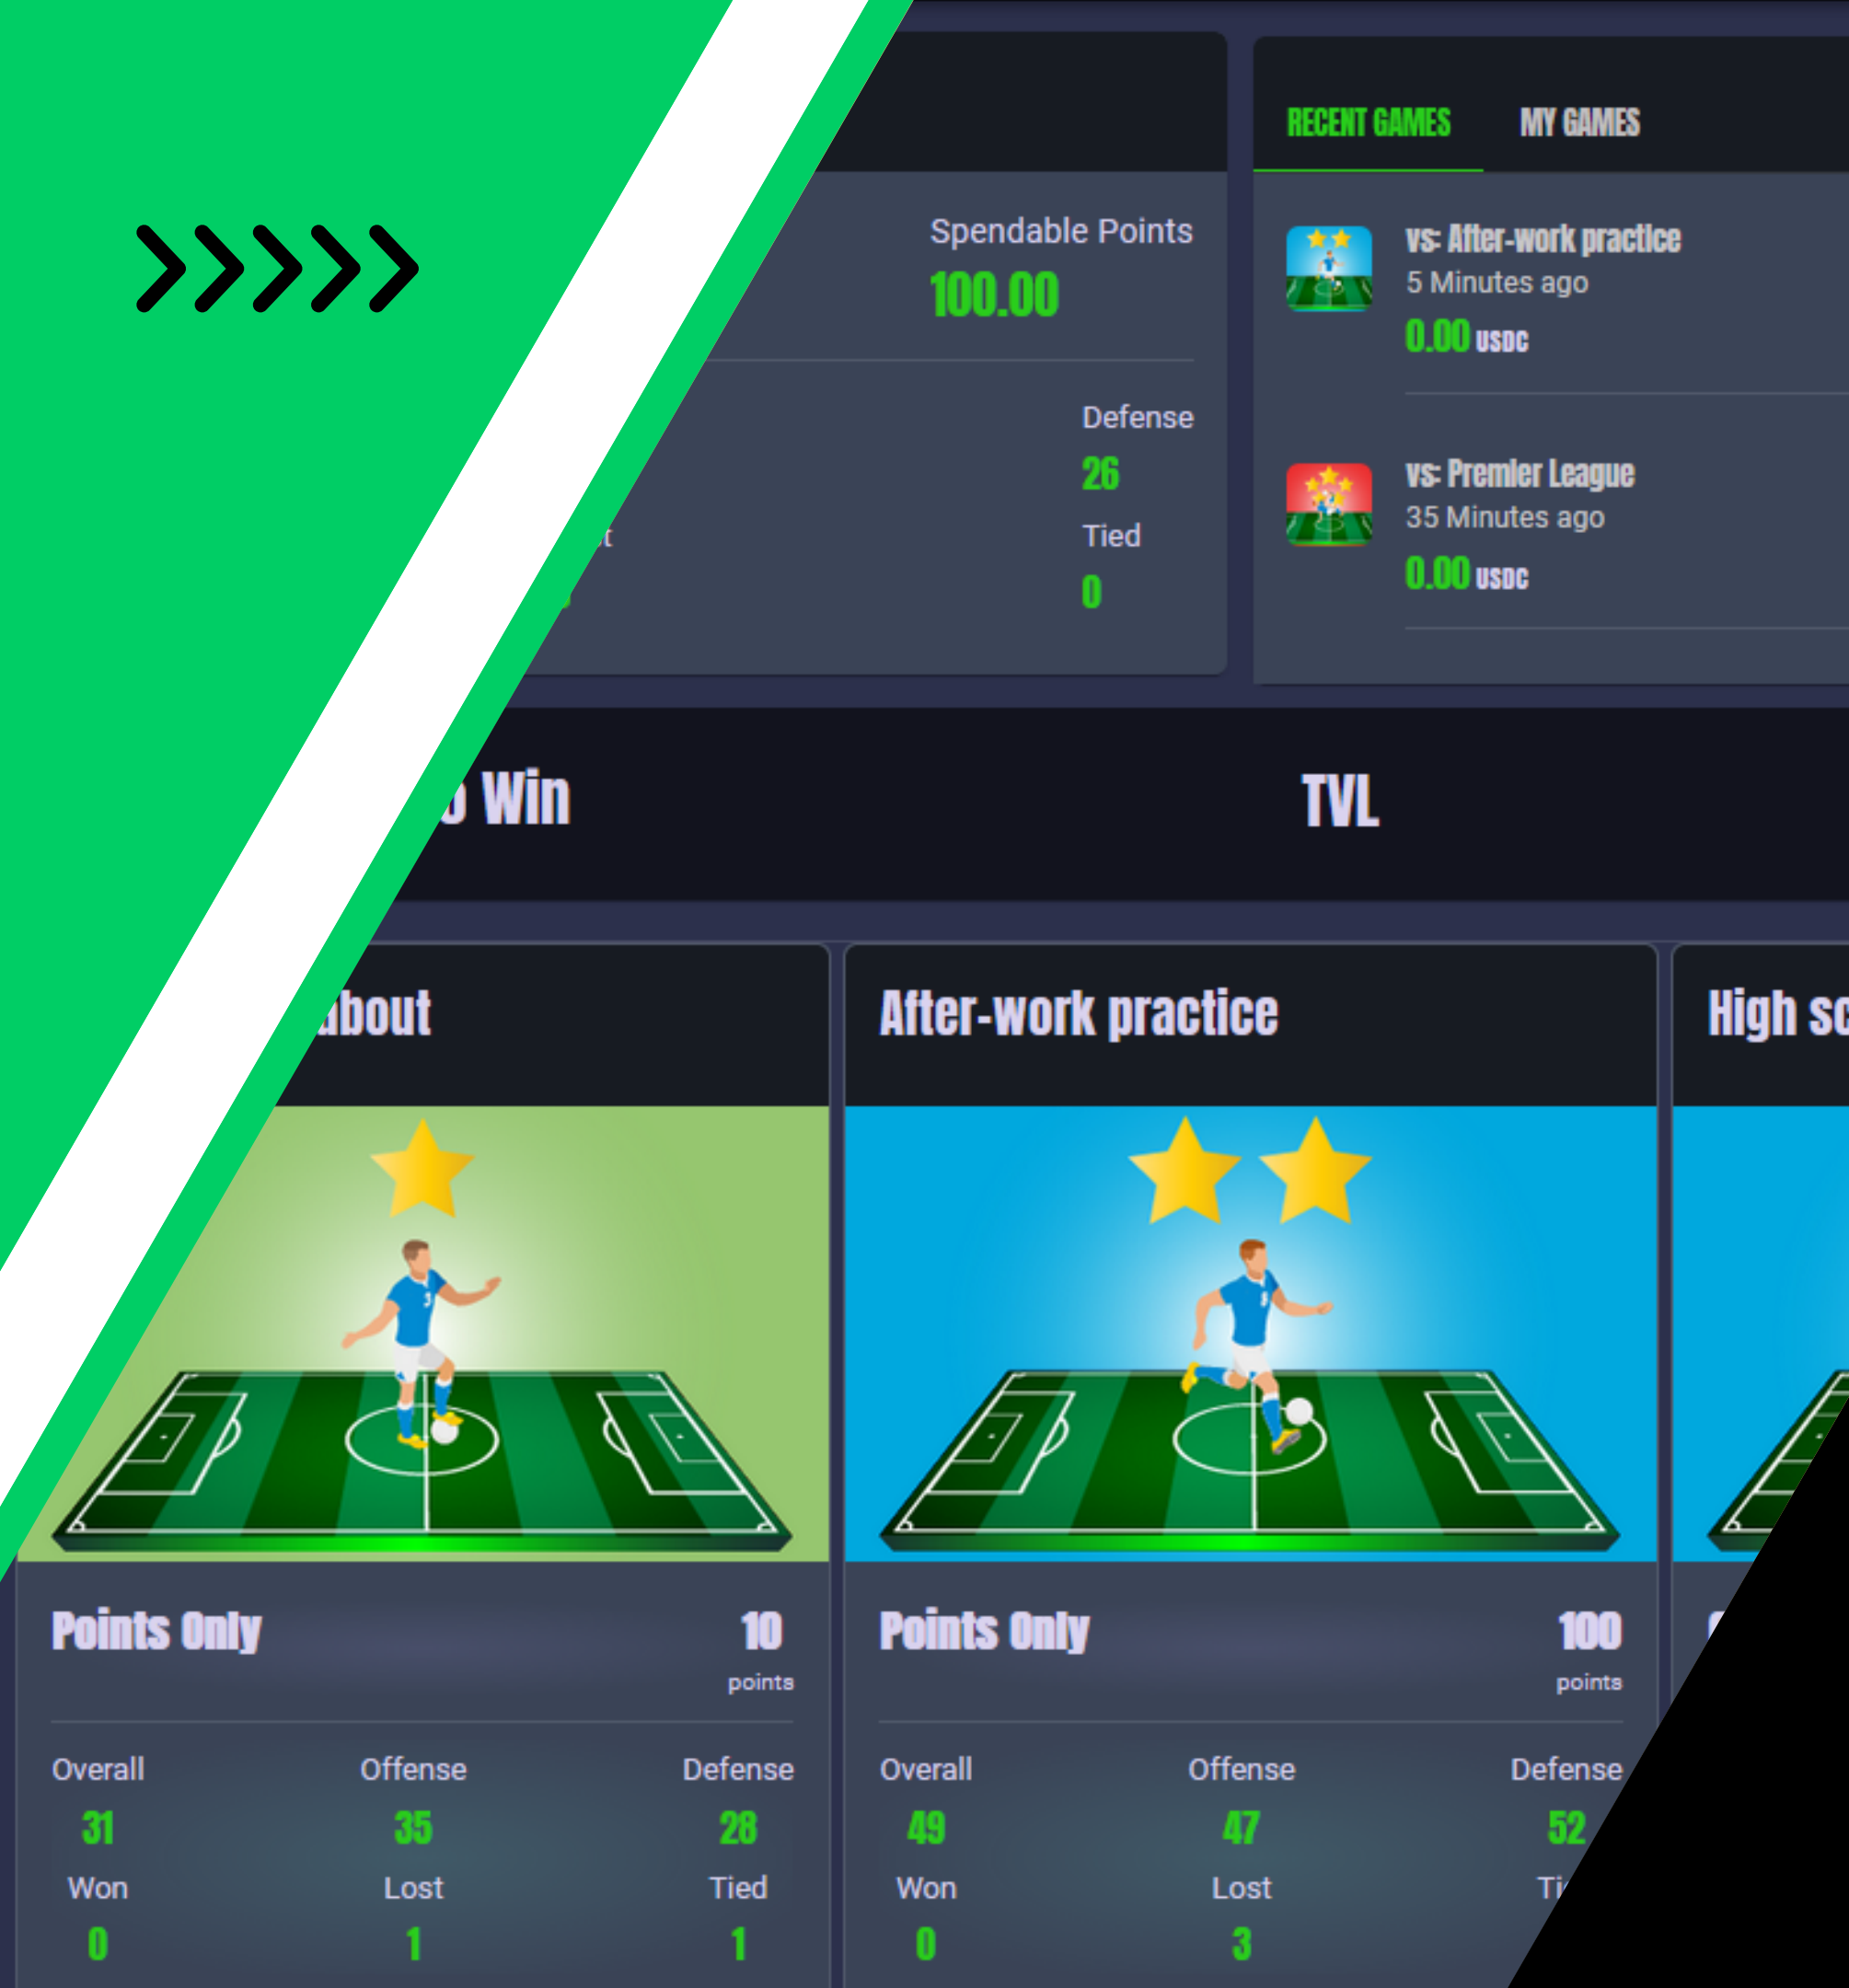 RECENT GAMES MY GAMES
Spendable Points
100.00
Defense
26
Tied
0
vs: After-work practice
5 Minutes ago
0.00 USDC
vs: Premier League
35 Minutes ago
0.00 USDC
Win TVL
about
After-work practice
High
Points Only 10
points
Overall Offense Defense
31 35 28
Won Lost Tied
0 1 1
Points Only 100
points
Overall Offense Defense
49 47 52
Won Lost
0 3